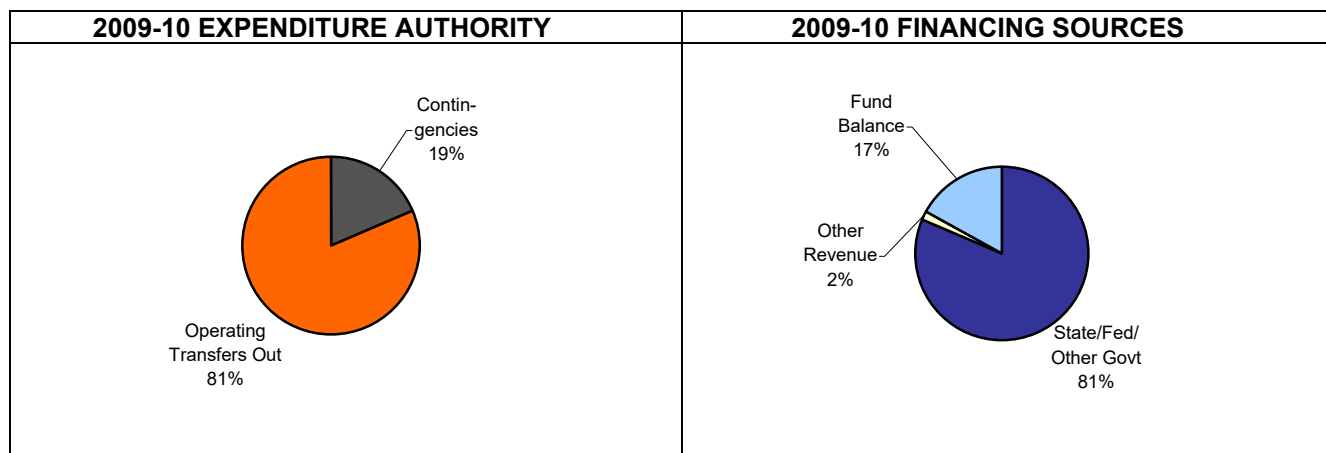 2009-10 EXPENDITURE AUTHORITY
Contin-
gencies
19%
Operating
Transfers Out
81%
2009-10 FINANCING SOURCES
Fund
Balance
17%
Other
Revenue
2%
State/Fed/
Other Govt
81%